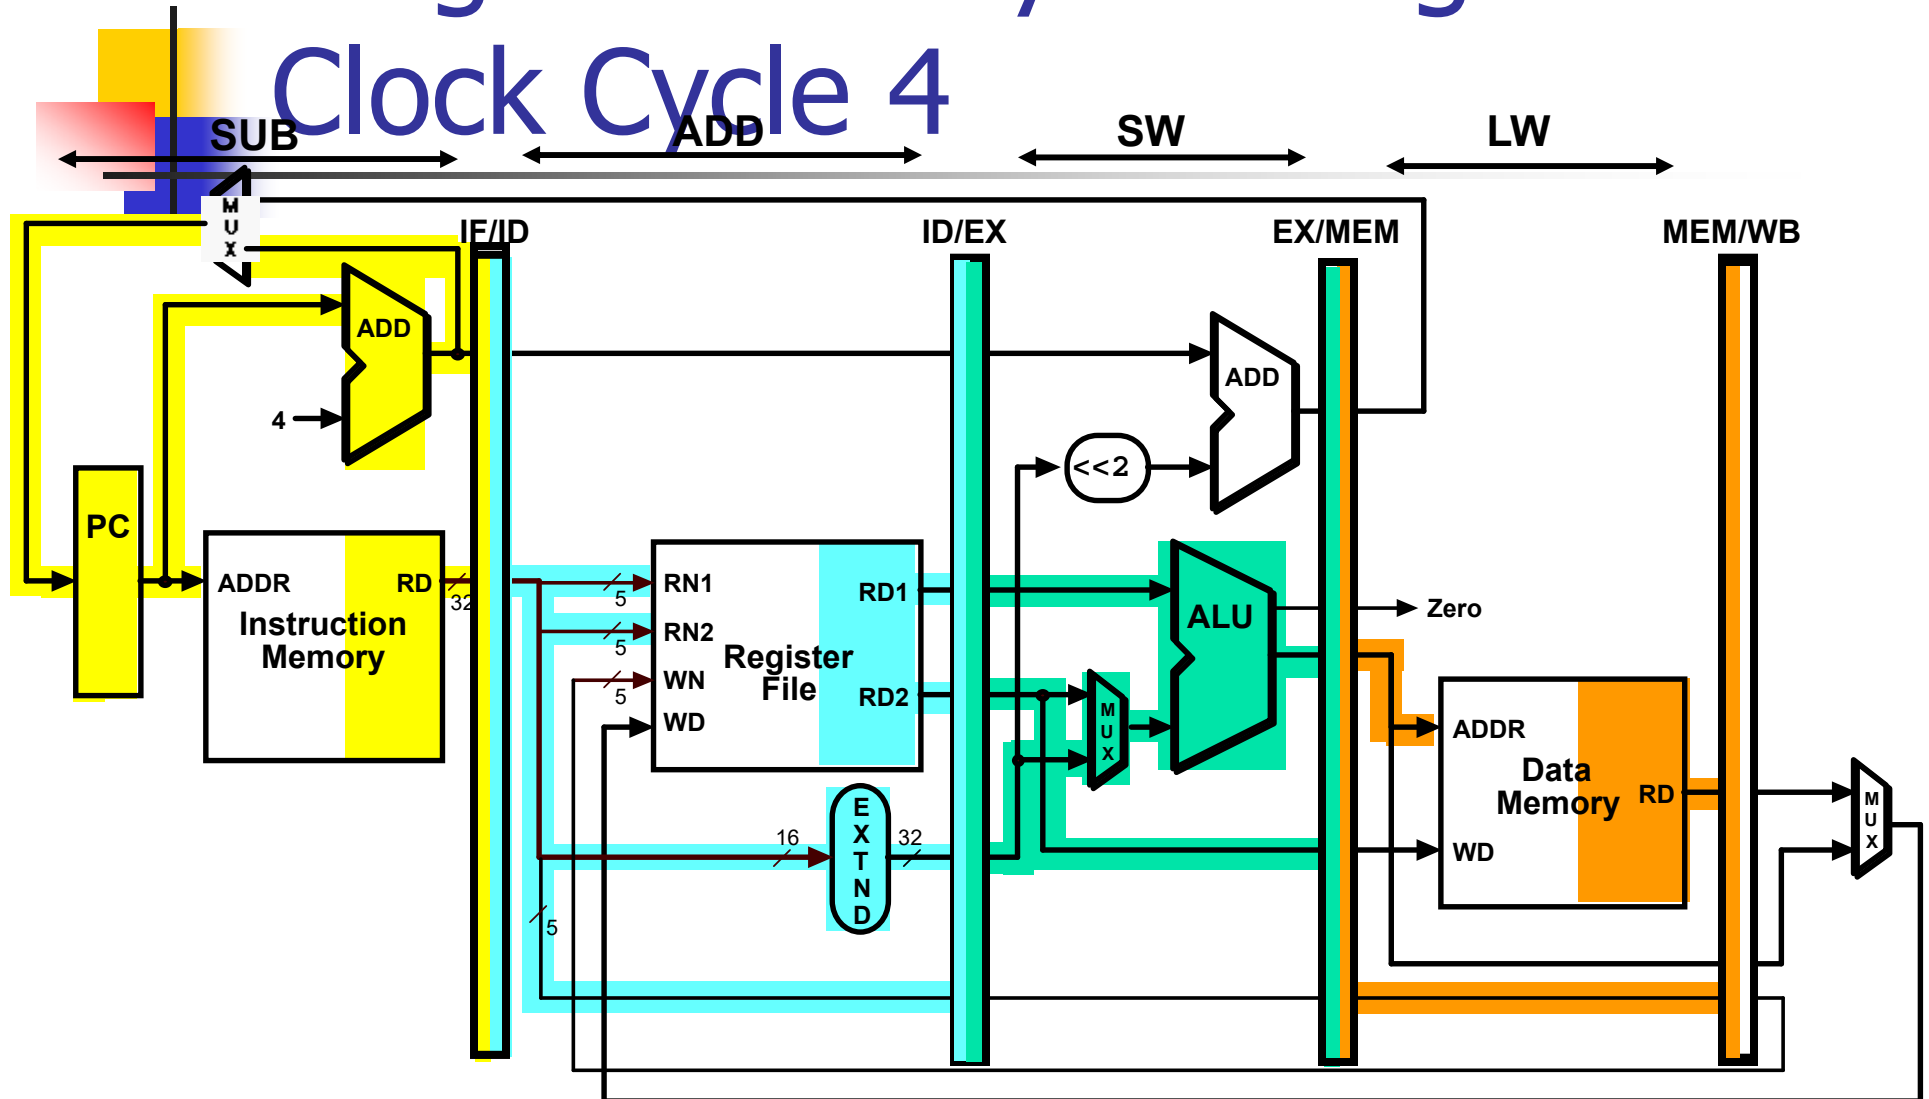 Clock Cycle 4
SUB
ADD
SW
LW
MUX
IF/ID
ID/EX
EX/MEM
MEM/WB
ADD
ADD
4
<<2
PC
ADDR
RD
32
Instruction
Memory
5
RN1
5
RN2
5
WN
WD
RD1
RD2
Register
File
MUX
ALU
Zero
ADDR
Data
Memory
RD
WD
MUX
16
EXTND
32
5